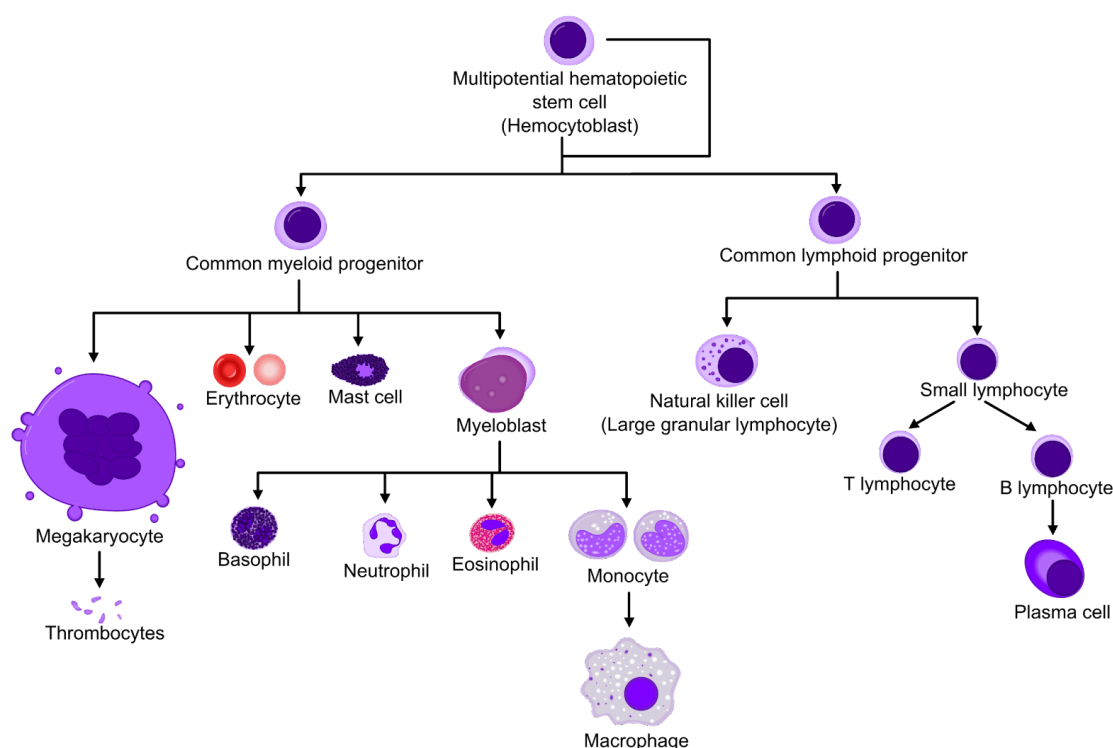 Multipotential hematopoietic
stem cell
(Hemocytoblast)
Common myeloid progenitor
Common lymphoid progenitor
Erythrocyte
Mast cell
Myeloblast
Natural killer cell
(Large granular lymphocyte)
Small lymphocyte
T lymphocyte
B lymphocyte
Megakaryocyte
Basophil
Neutrophil
Eosinophil
Monocyte
Plasma cell
Thrombocytes
Macrophage